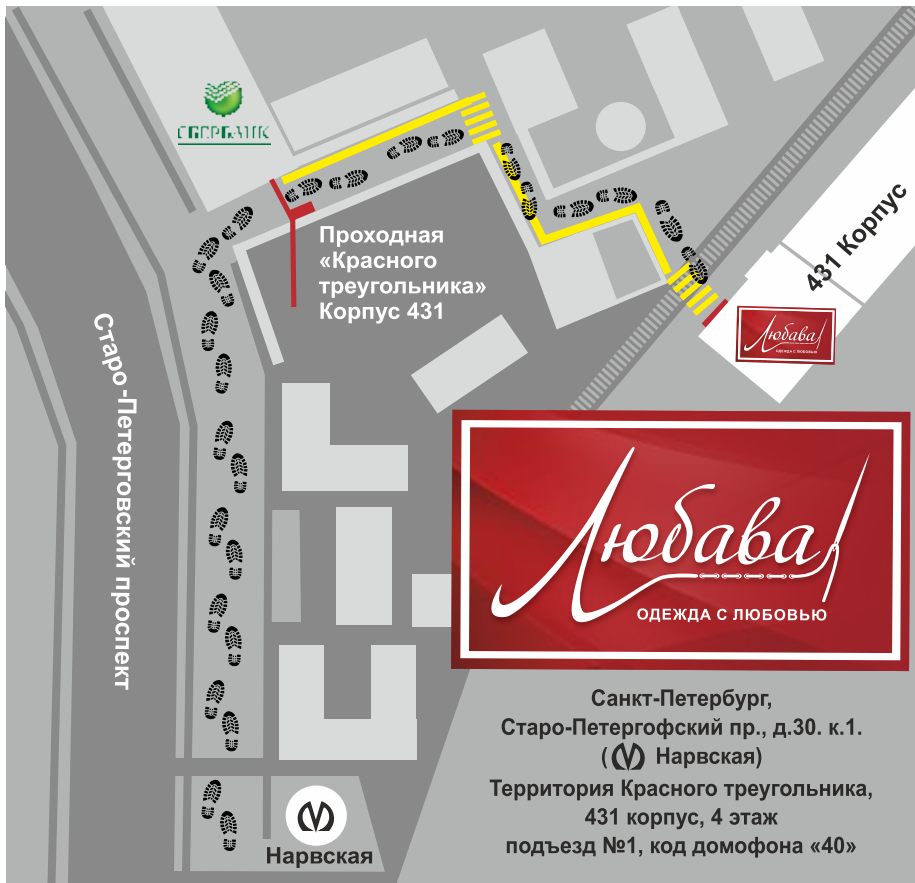 СБЕРБАНК
Проходная
«Красного
треугольника»
Корпус 431
431 Корпус
Любава
ОДЕЖДА С ЛЮБОВЬЮ
Старо-Петерговский проспект
Любава
ОДЕЖДА С ЛЮБОВЬЮ
Санкт-Петербург,
Старо-Петергофский пр., д.30. к.1.
( Нарвская)
Территория Красного треугольника,
431 корпус, 4 этаж
подъезд №1, код домофона «40»
Нарвская